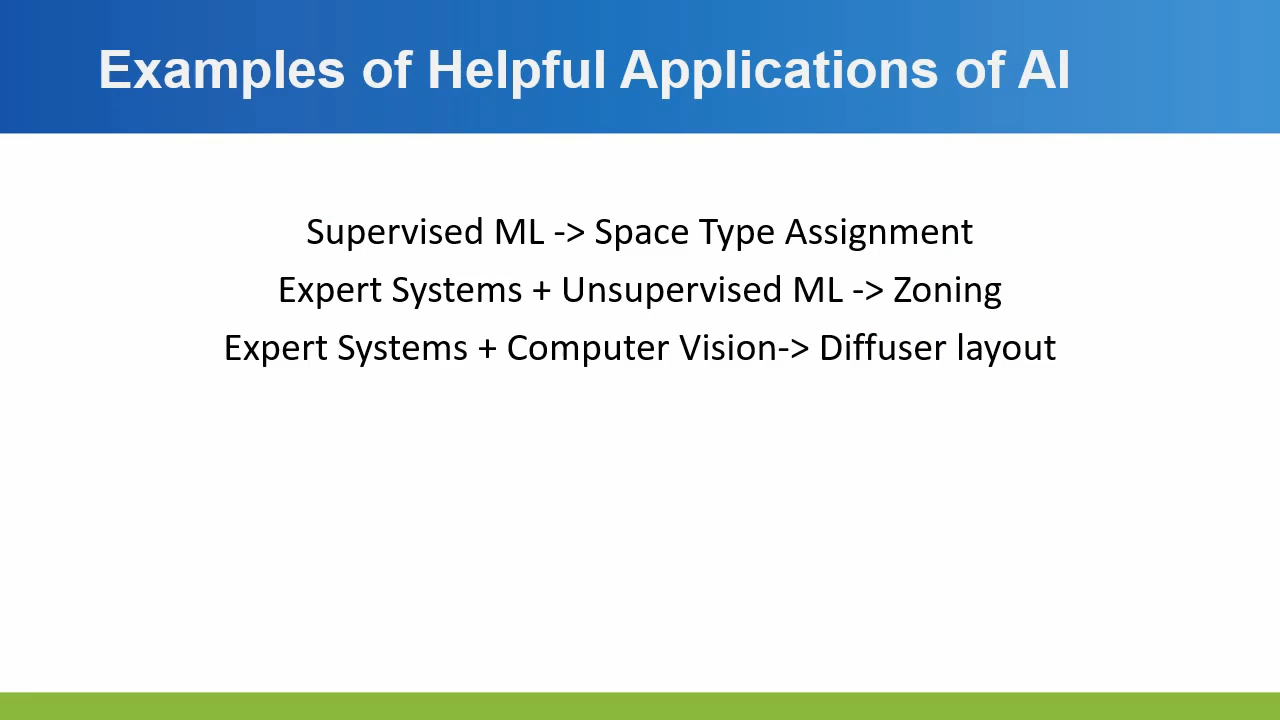 Examples of Helpful Applications of AI
Supervised ML -> Space Type Assignment
Expert Systems + Unsupervised ML -> Zoning
Expert Systems + Computer Vision-> Diffuser layout